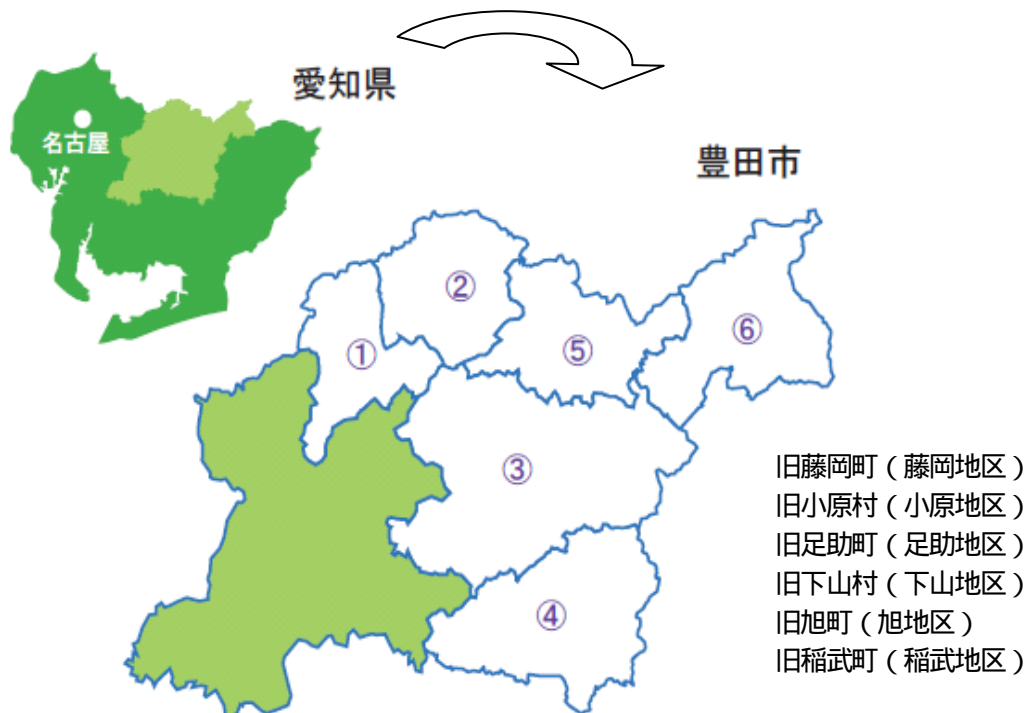 愛知県
名古屋
豊田市
②
⑥
⑤
①
③
④
旧藤岡町（藤岡地区）
旧小原村（小原地区）
旧足助町（足助地区）
旧下山村（下山地区）
旧旭町（旭地区）
旧稲武町（稲武地区）